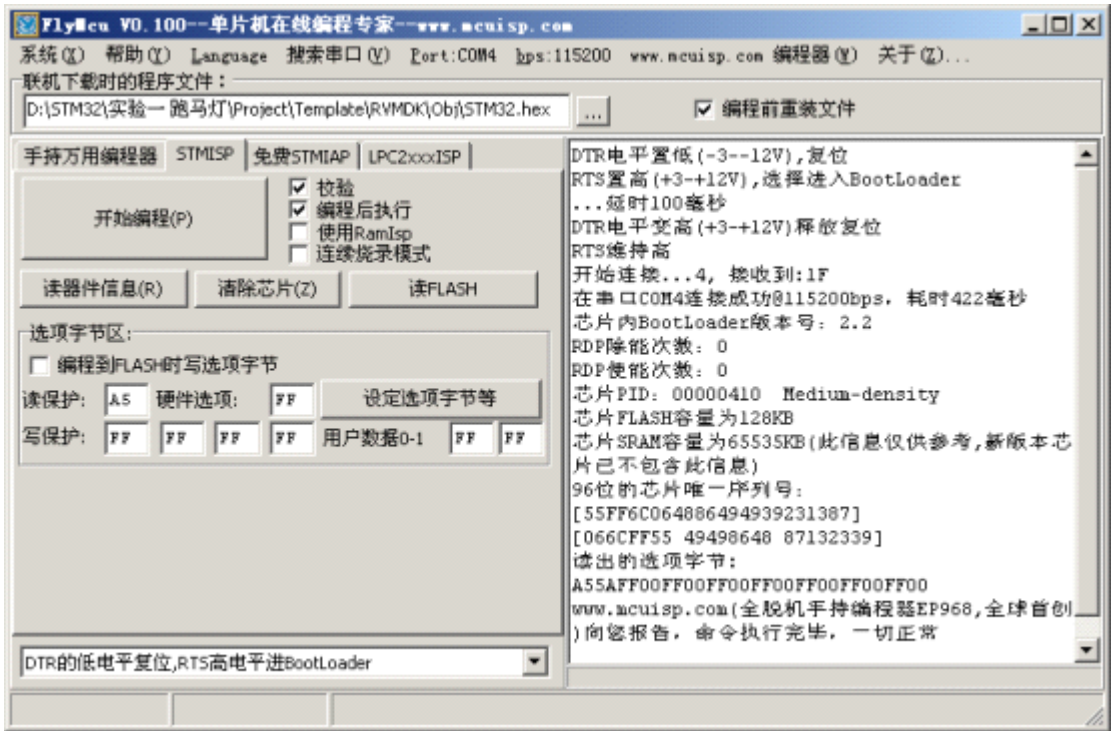 FlyMcu V0.100--单片机在线编程专家--www.mcuisp.com
系统(X) 帮助(Y) Language 搜索串口(V) Port:COM4 bps:115200 www.mcuisp.com 编程器(W) 关于(Z)...
联机下载时的程序文件：
D:\STM32\实验一 跑马灯\Project\Template\RVMDK\Obj\STM32.hex ... 编程前重装文件
手持万用编程器 STMISP 免费STMIAP LPC2xxxISP
开始编程(P)
校验
编程后执行
使用RamIsp
连续烧录模式
读器件信息(R) 清除芯片(Z) 读FLASH
选项字节区:
编程到FLASH时写选项字节
读保护: A5 硬件选项: FF 设定选项字节等
写保护: FF FF FF FF 用户数据0-1 FF FF
DTR的低电平复位,RTS高电平进BootLoader
DTR电平置低(-3--12V),复位
RTS置高(+3-+12V),选择进入BootLoader
...延时100毫秒
DTR电平变高(+3-+12V)释放复位
RTS维持高
开始连接...4, 接收到:1F
在串口COM4连接成功@115200bps, 耗时422毫秒
芯片内BootLoader版本号: 2.2
RDP除能次数: 0
RDP使能次数: 0
芯片PID: 00000410 Medium-density
芯片FLASH容量为128KB
芯片SRAM容量为65535KB(此信息仅供参考,新版本芯
片已不包含此信息)
96位的芯片唯一序列号:
[55FF6C064886494939231387]
[066CFF55 49498648 87132339]
读出的选项字节:
A55AFF00FF00FF00FF00FF00FF00FF00
www.mcuisp.com(全脱机手持编程器EP968,全球首创
)向您报告, 命令执行完毕, 一切正常